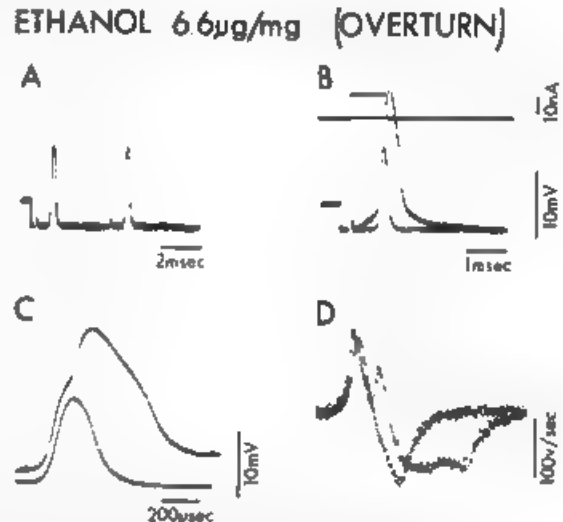 ETHANOL 6.6µg/mg (OVERTURN)
A
B
10nA
10mV
2msec
1msec
C
D
10mV
100v/sec
200µsec